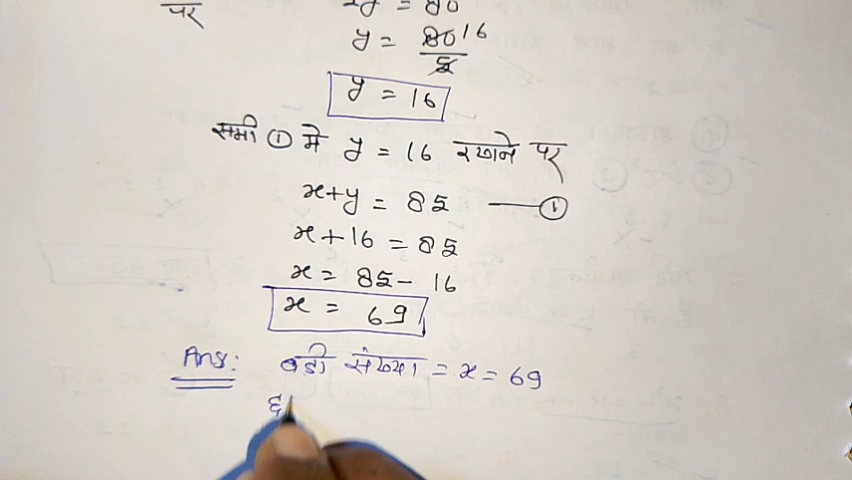 पर
y = 80 16
5
y = 16
समी ① मे y = 16 रखने पर
x+y = 85 —— ①
x + 16 = 85
x = 85 - 16
x = 69
Ans: बडी संख्या = x = 69